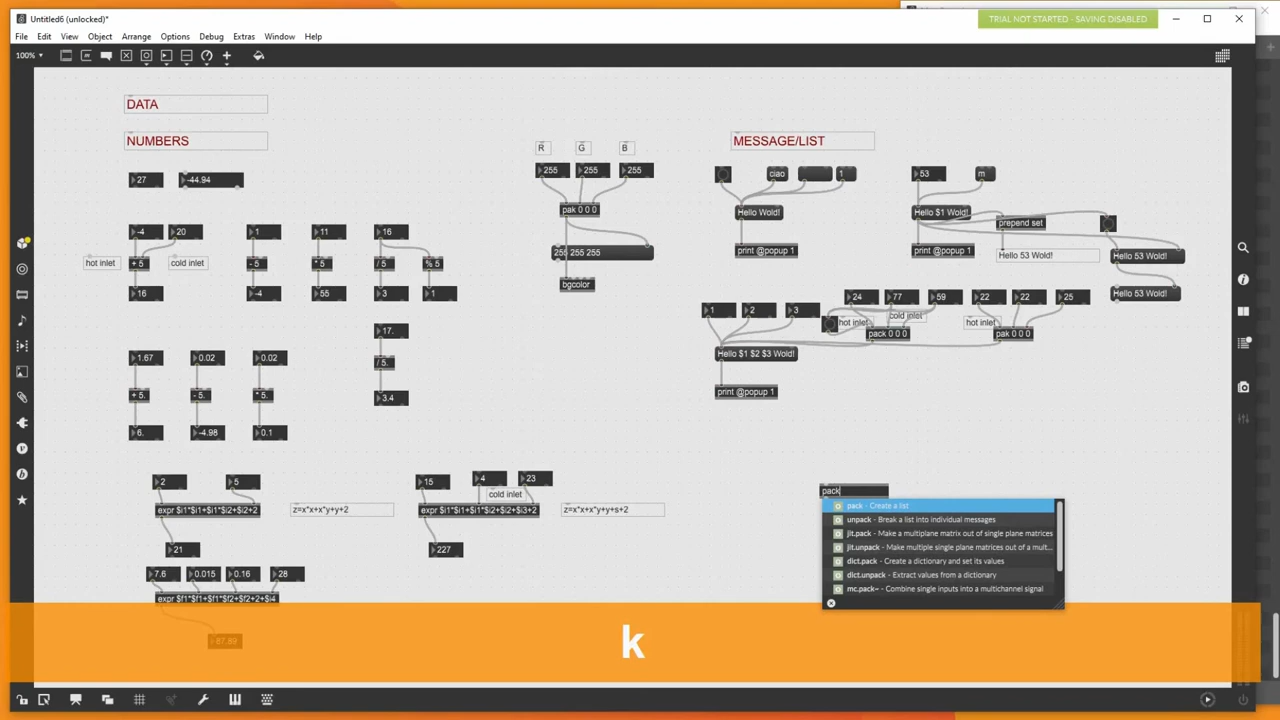 Untitled6 (unlocked)*
TRIAL NOT STARTED - SAVING DISABLED
File Edit View Object Arrange Options Debug Extras Window Help
100%
DATA
NUMBERS
R G B
MESSAGE/LIST
27 -44.94
255 255 255
ciao 1
53 m
pak 0 0 0
Hello Wold!
Hello $1 Wold!
prepend set
-4 20 1 11 16
255 255 255
print @popup 1
print @popup 1
Hello 53 Wold!
Hello 53 Wold!
hot inlet + 5 cold inlet - 5 * 5 / 5 % 5
bgcolor
16 -4 55 3 1
Hello 53 Wold!
24 77 59 22 22 25
1 2 3
hot inlet cold inlet hot inlet
pack 0 0 0 pak 0 0 0
17.
Hello $1 $2 $3 Wold!
1.67 0.02 0.02 / 5.
print @popup 1
+ 5. - 5. * 5. 3.4
6. -4.98 0.1
2 5 15 4 23
cold inlet
expr $i1*$i1+$i1*$i2+$i2+2
z=x*x+x*y+y+2
expr $i1*$i1+$i1*$i2+$i2+$i3+2
z=x*x+x*y+y+s+2
21 227
7.6 0.015 0.16 28
expr $f1*$f1+$f1*$f2+$f2+2+$i4
87.89
pack
pack - Create a list
unpack - Break a list into individual messages
jit.pack - Make a multiplane matrix out of single plane matrices
jit.unpack - Make multiple single plane matrices out of a mult...
dict.pack - Create a dictionary and set its values
dict.unpack - Extract values from a dictionary
mc.pack~ - Combine single inputs into a multichannel signal
k